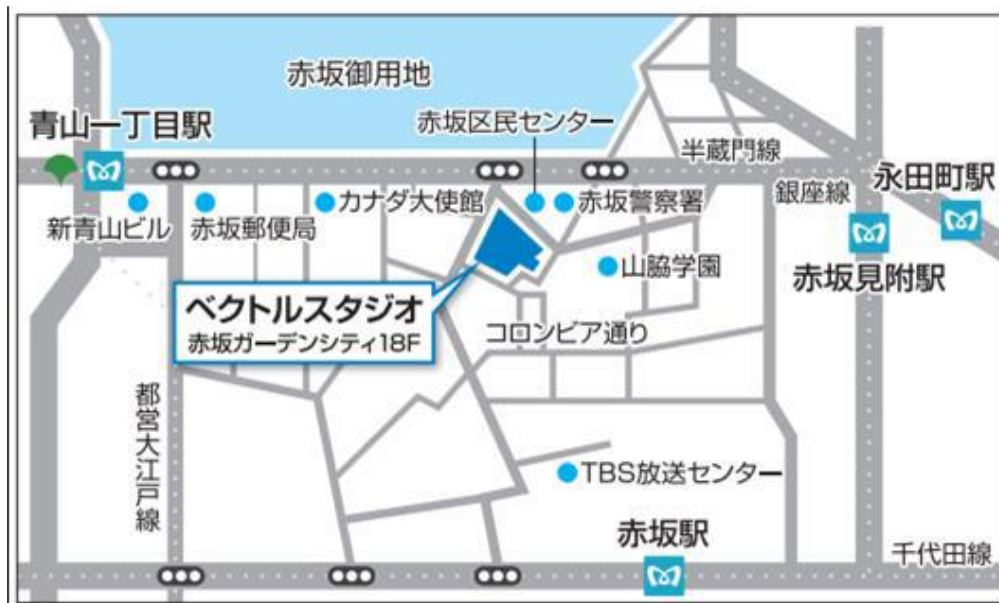 赤坂御用地
青山一丁目駅
赤坂区民センター
半蔵門線
永田町駅
銀座線
新青山ビル
赤坂郵便局
カナダ大使館
赤坂警察署
山脇学園
赤坂見附駅
ベクトルスタジオ
赤坂ガーデンシティ18F
コロンビア通り
都営大江戸線
TBS放送センター
赤坂駅
千代田線